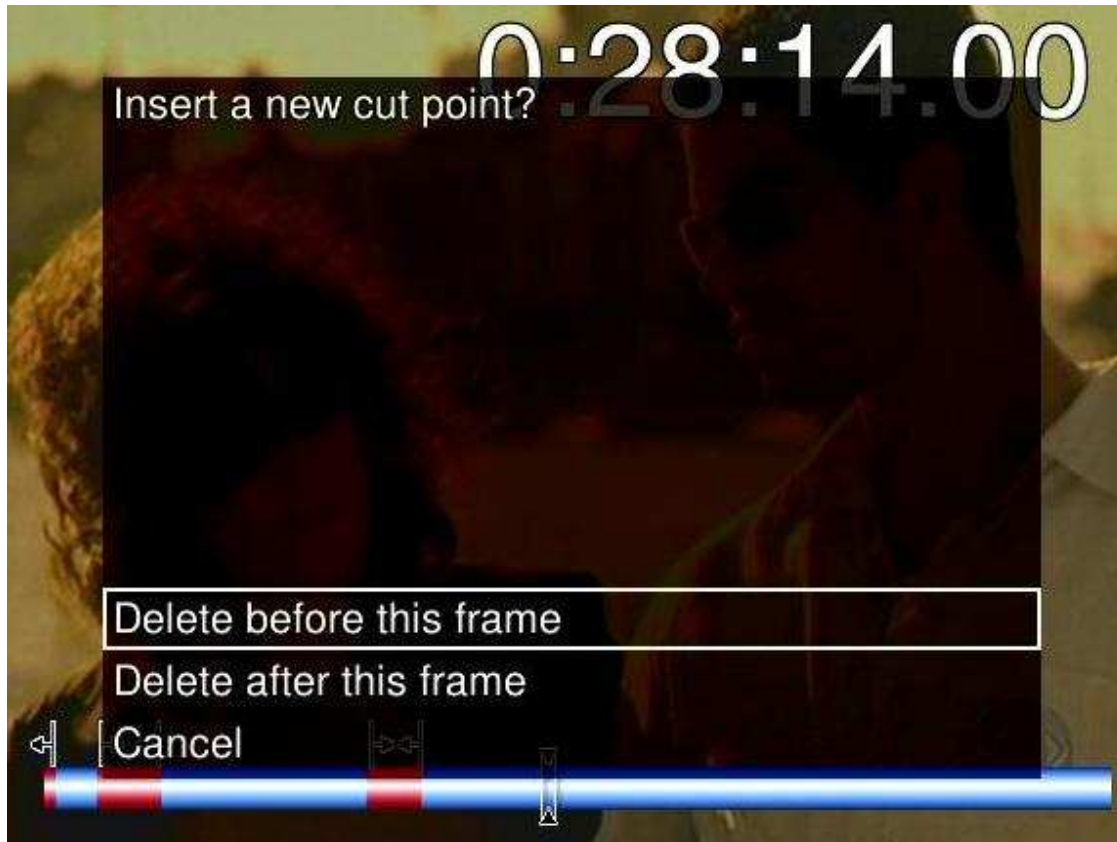 0:28:14.00
Insert a new cut point?
Delete before this frame
Delete after this frame
Cancel